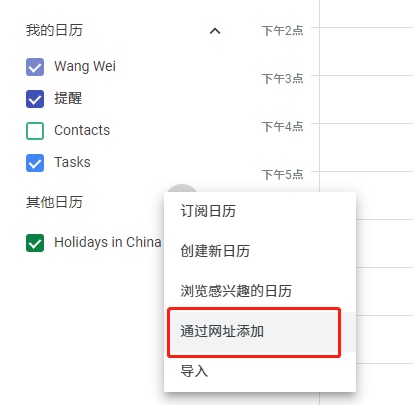 我的日历
下午2点
Wang Wei
下午3点
提醒
Contacts
下午4点
Tasks
下午5点
其他日历
订阅日历
Holidays in China
创建新日历
浏览感兴趣的日历
通过网址添加
导入